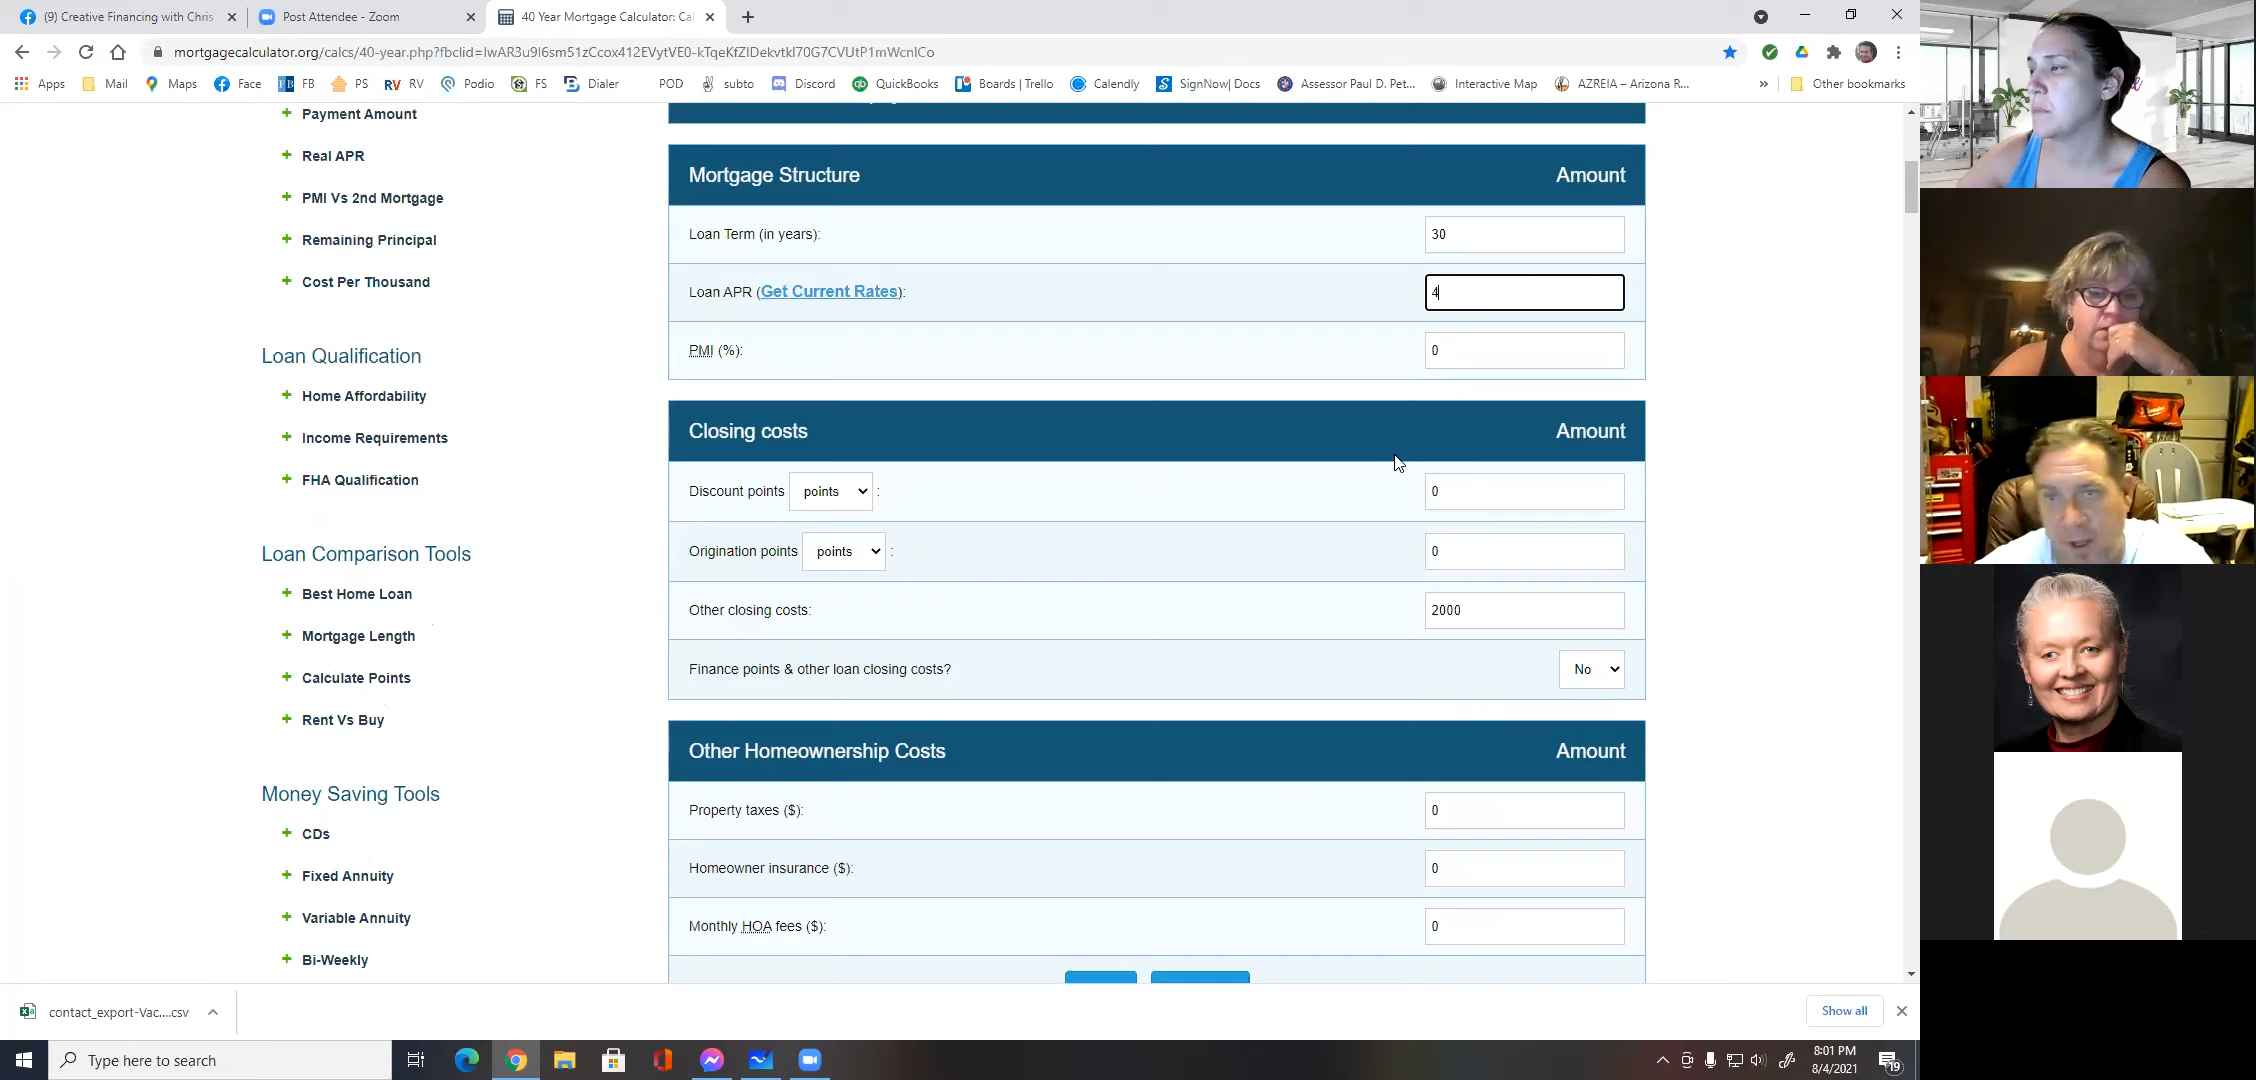 (9) Creative Financing with Chris
Post Attendee - Zoom
40 Year Mortgage Calculator: Cal
mortgagecalculator.org/calcs/40-year.php?fbclid=IwAR3u9I6sm51zCcox412EVytVE0-kTqeKfZIDekvtkI70G7CVUtP1mWcnlCo
Apps
Mail
Maps
Face
FB
PS
RV
Podio
FS
Dialer
POD
subto
Discord
QuickBooks
Boards | Trello
Calendly
SignNow| Docs
Assessor Paul D. Pet...
Interactive Map
AZREIA – Arizona R...
»
Other bookmarks
Payment Amount
Real APR
PMI Vs 2nd Mortgage
Remaining Principal
Cost Per Thousand
Loan Qualification
Home Affordability
Income Requirements
FHA Qualification
Loan Comparison Tools
Best Home Loan
Mortgage Length
Calculate Points
Rent Vs Buy
Money Saving Tools
CDs
Fixed Annuity
Variable Annuity
Bi-Weekly
Mortgage Structure Amount
Loan Term (in years): 30
Loan APR (Get Current Rates): 4
PMI (%): 0
Closing costs Amount
Discount points points : 0
Origination points points : 0
Other closing costs: 2000
Finance points & other loan closing costs? No
Other Homeownership Costs Amount
Property taxes ($): 0
Homeowner insurance ($): 0
Monthly HOA fees ($): 0
contact_export-Vac....csv
Show all
Type here to search
8:01 PM
8/4/2021
19